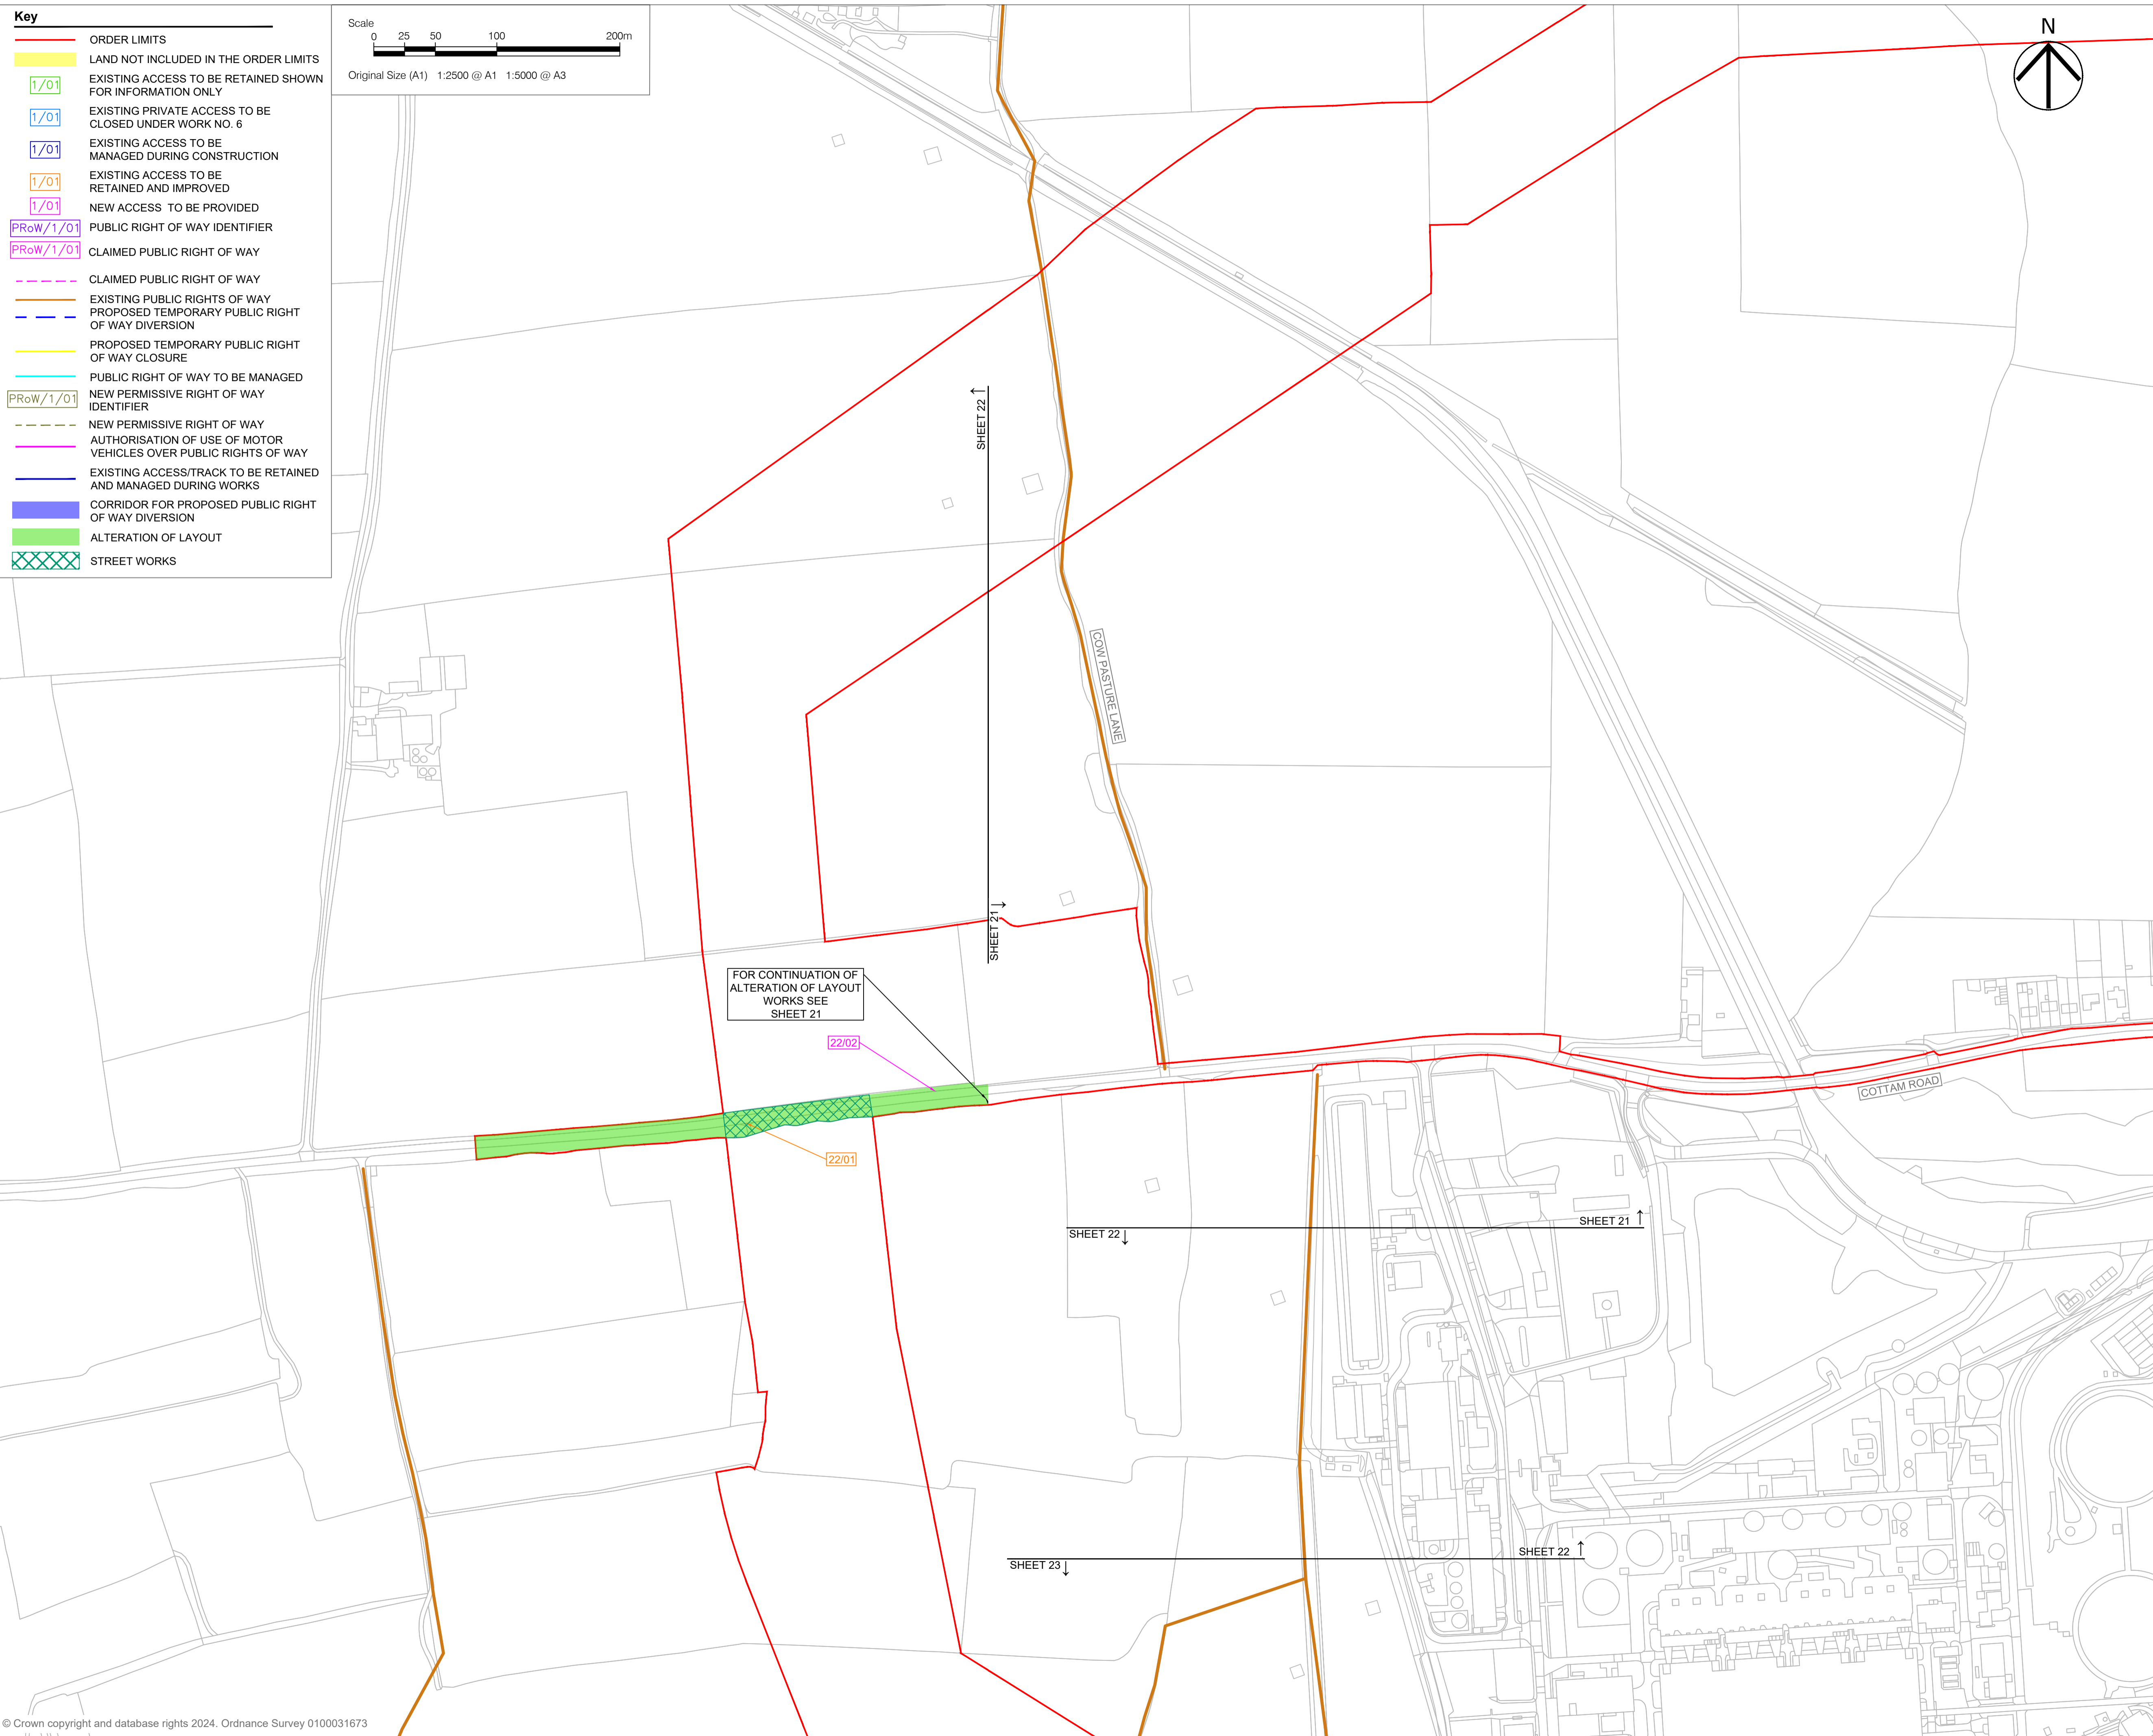 Key
ORDER LIMITS
LAND NOT INCLUDED IN THE ORDER LIMITS
1/01
EXISTING ACCESS TO BE RETAINED SHOWN
FOR INFORMATION ONLY
1/01
EXISTING PRIVATE ACCESS TO BE
CLOSED UNDER WORK NO. 6
1/01
EXISTING ACCESS TO BE
MANAGED DURING CONSTRUCTION
1/01
EXISTING ACCESS TO BE
RETAINED AND IMPROVED
1/01
NEW ACCESS TO BE PROVIDED
PRoW/1/01
PUBLIC RIGHT OF WAY IDENTIFIER
PRoW/1/01
CLAIMED PUBLIC RIGHT OF WAY
CLAIMED PUBLIC RIGHT OF WAY
EXISTING PUBLIC RIGHTS OF WAY
PROPOSED TEMPORARY PUBLIC RIGHT
OF WAY DIVERSION
PROPOSED TEMPORARY PUBLIC RIGHT
OF WAY CLOSURE
PUBLIC RIGHT OF WAY TO BE MANAGED
PRoW/1/01
NEW PERMISSIVE RIGHT OF WAY
IDENTIFIER
NEW PERMISSIVE RIGHT OF WAY
AUTHORISATION OF USE OF MOTOR
VEHICLES OVER PUBLIC RIGHTS OF WAY
EXISTING ACCESS/TRACK TO BE RETAINED
AND MANAGED DURING WORKS
CORRIDOR FOR PROPOSED PUBLIC RIGHT
OF WAY DIVERSION
ALTERATION OF LAYOUT
STREET WORKS
Scale
0 25 50 100 200m
Original Size (A1) 1:2500 @ A1 1:5000 @ A3
N
SHEET 22
COW PASTURE LANE
SHEET 21
FOR CONTINUATION OF
ALTERATION OF LAYOUT
WORKS SEE
SHEET 21
22/02
COTTAM ROAD
22/01
SHEET 21
SHEET 22
SHEET 22
SHEET 23
© Crown copyright and database rights 2024. Ordnance Survey 0100031673